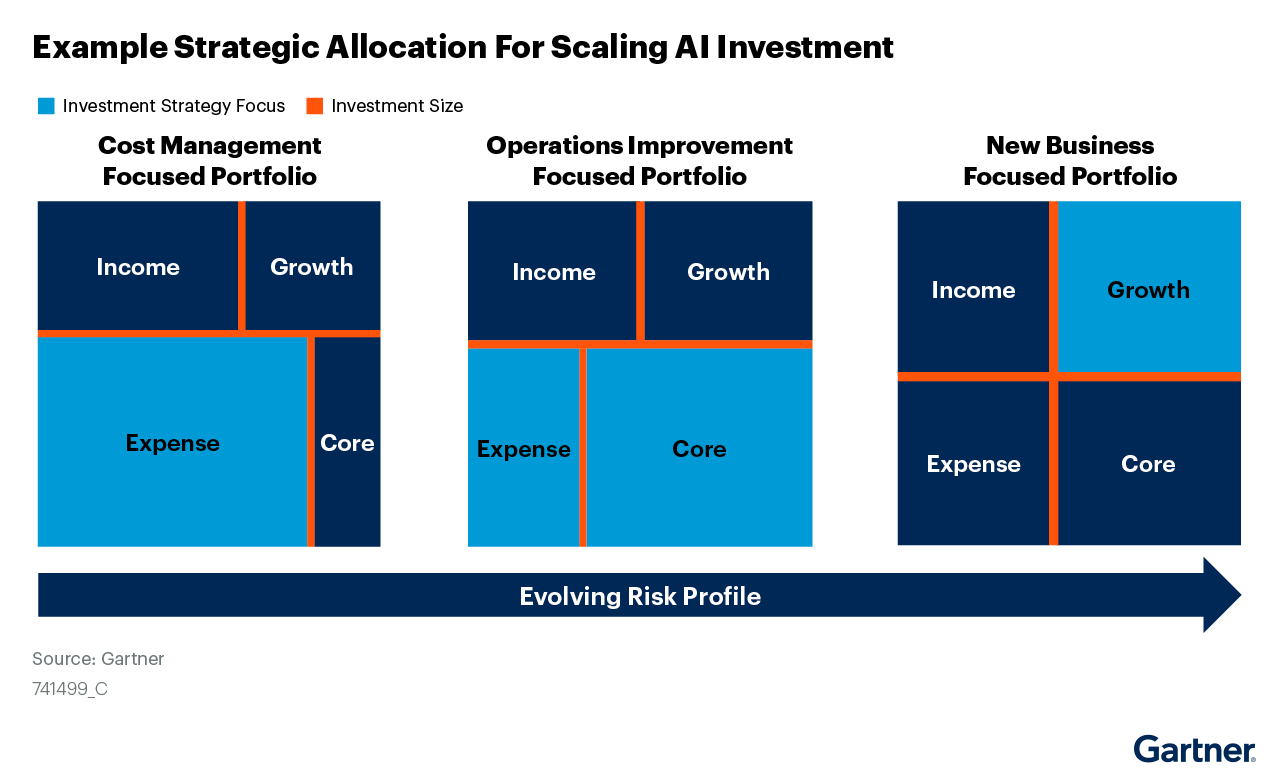 Example Strategic Allocation For Scaling AI Investment
Investment Strategy Focus
Investment Size
Cost Management
Focused Portfolio
Income
Growth
Expense
Core
Operations Improvement
Focused Portfolio
Income
Growth
Expense
Core
New Business
Focused Portfolio
Income
Growth
Expense
Core
Evolving Risk Profile
Source: Gartner
741499_C
Gartner®